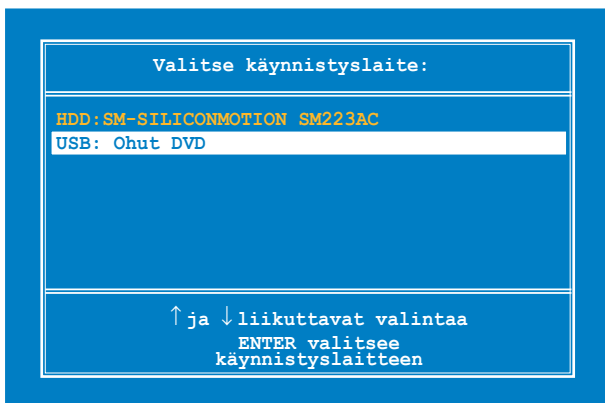 Valitse käynnistyslaite:
HDD:SM-SILICONMOTION SM223AC
USB: Ohut DVD
↑ja ↓liikuttavat valintaa
ENTER valitsee
käynnistyslaitteen